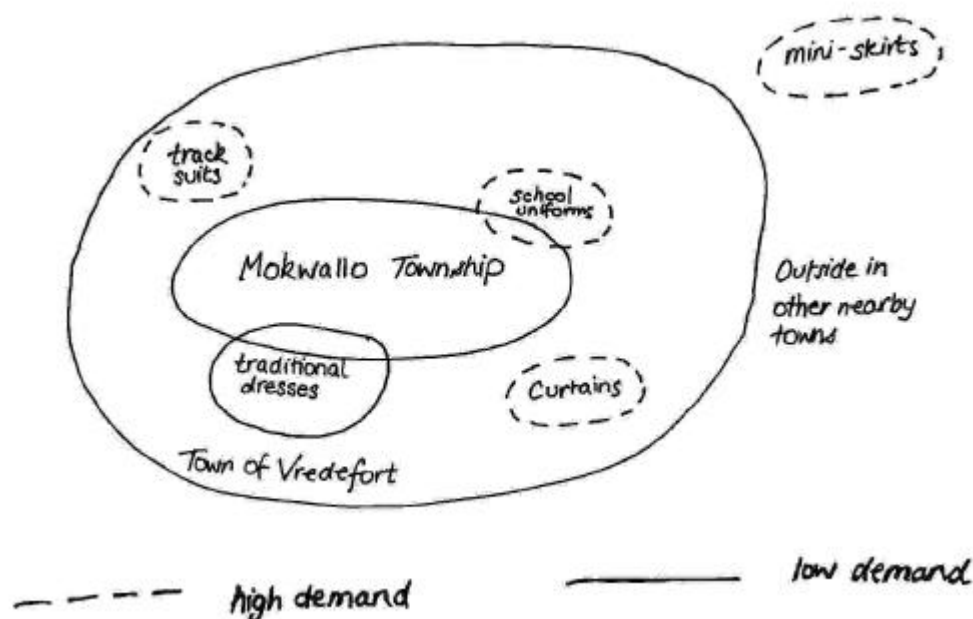 mini-skirts
track
suits
school
uniforms
Mokwallo Township
Outside in
other nearby
towns
traditional
dresses
Curtains
Town of Vredefort
high demand
low demand